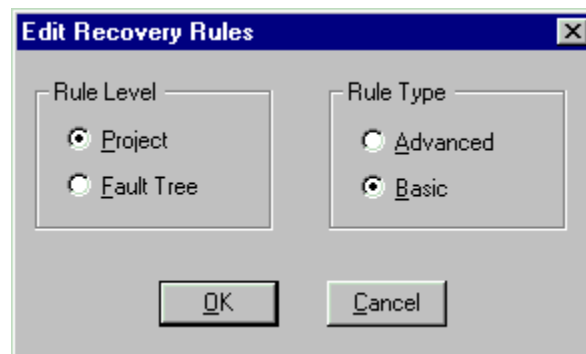 Edit Recovery Rules
Rule Level
Project
Fault Tree
Rule Type
Advanced
Basic
OK
Cancel